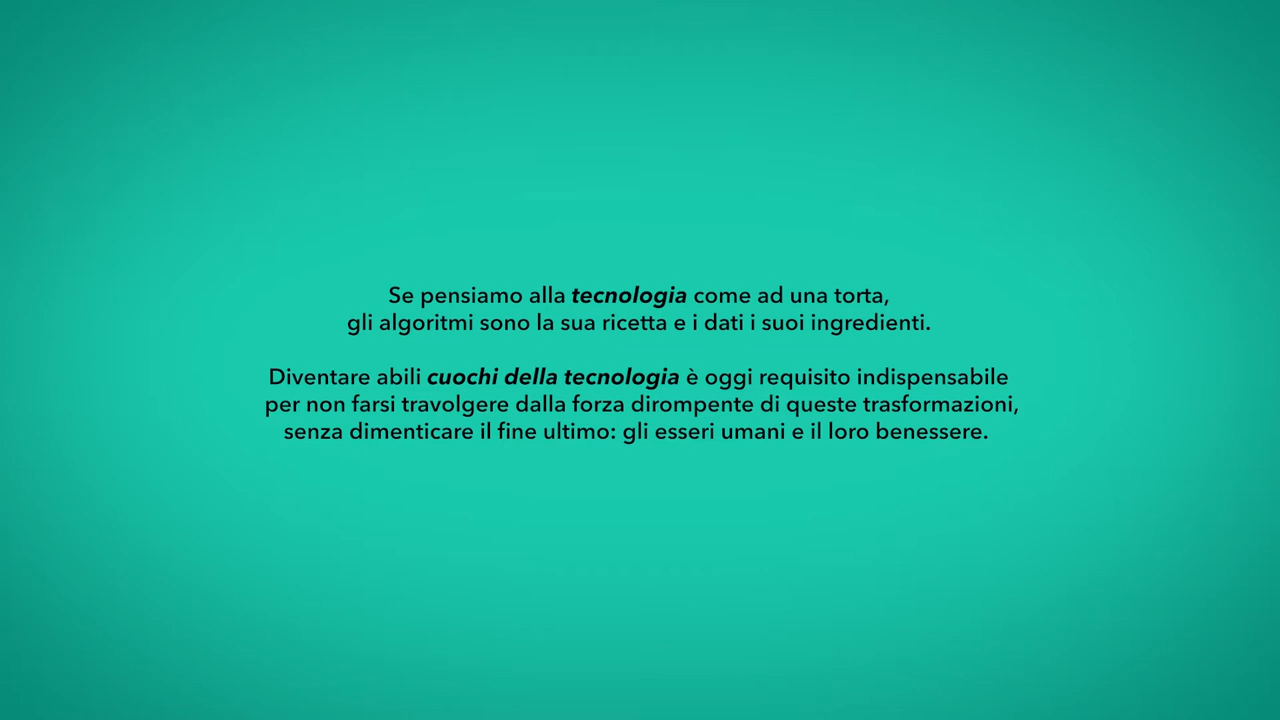 Se pensiamo alla tecnologia come ad una torta,
gli algoritmi sono la sua ricetta e i dati i suoi ingredienti.
Diventare abili cuochi della tecnologia è oggi requisito indispensabile
per non farsi travolgere dalla forza dirompente di queste trasformazioni,
senza dimenticare il fine ultimo: gli esseri umani e il loro benessere.